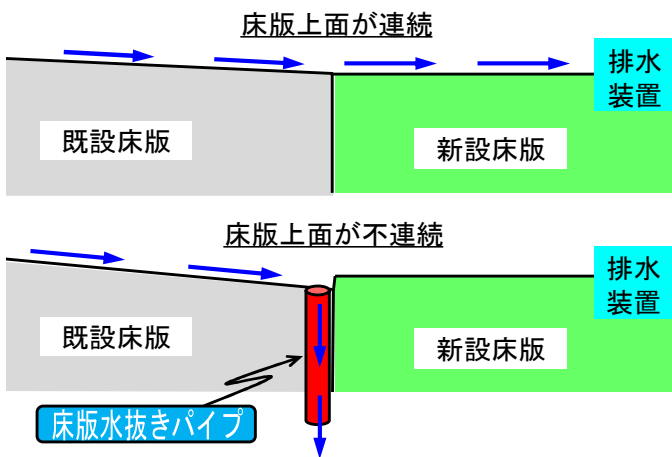 床版上面が連続
排水
装置
既設床版
新設床版
床版上面が不連続
排水
装置
既設床版
新設床版
床版水抜きパイプ